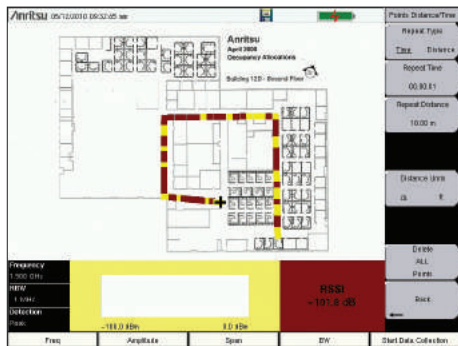 Anritsu 05/12/2010 09:32:05 am
Points Distance/Time
Anritsu
April 2008
Occupancy Allocations
Building 120 - Ground Floor
Repeat Type
Time Distance
Repeat Time
00:00:01
Repeat Distance
10.00 m
Distance Units
m ft
Delete
ALL
Points
Back
Frequency
1.900 GHz
RBW
1 MHz
Detection
Peak
-100.0 dBm 0.0 dBm
RSSI
-101.8 dB
Freq Amplitude Span BW Start Data Collection